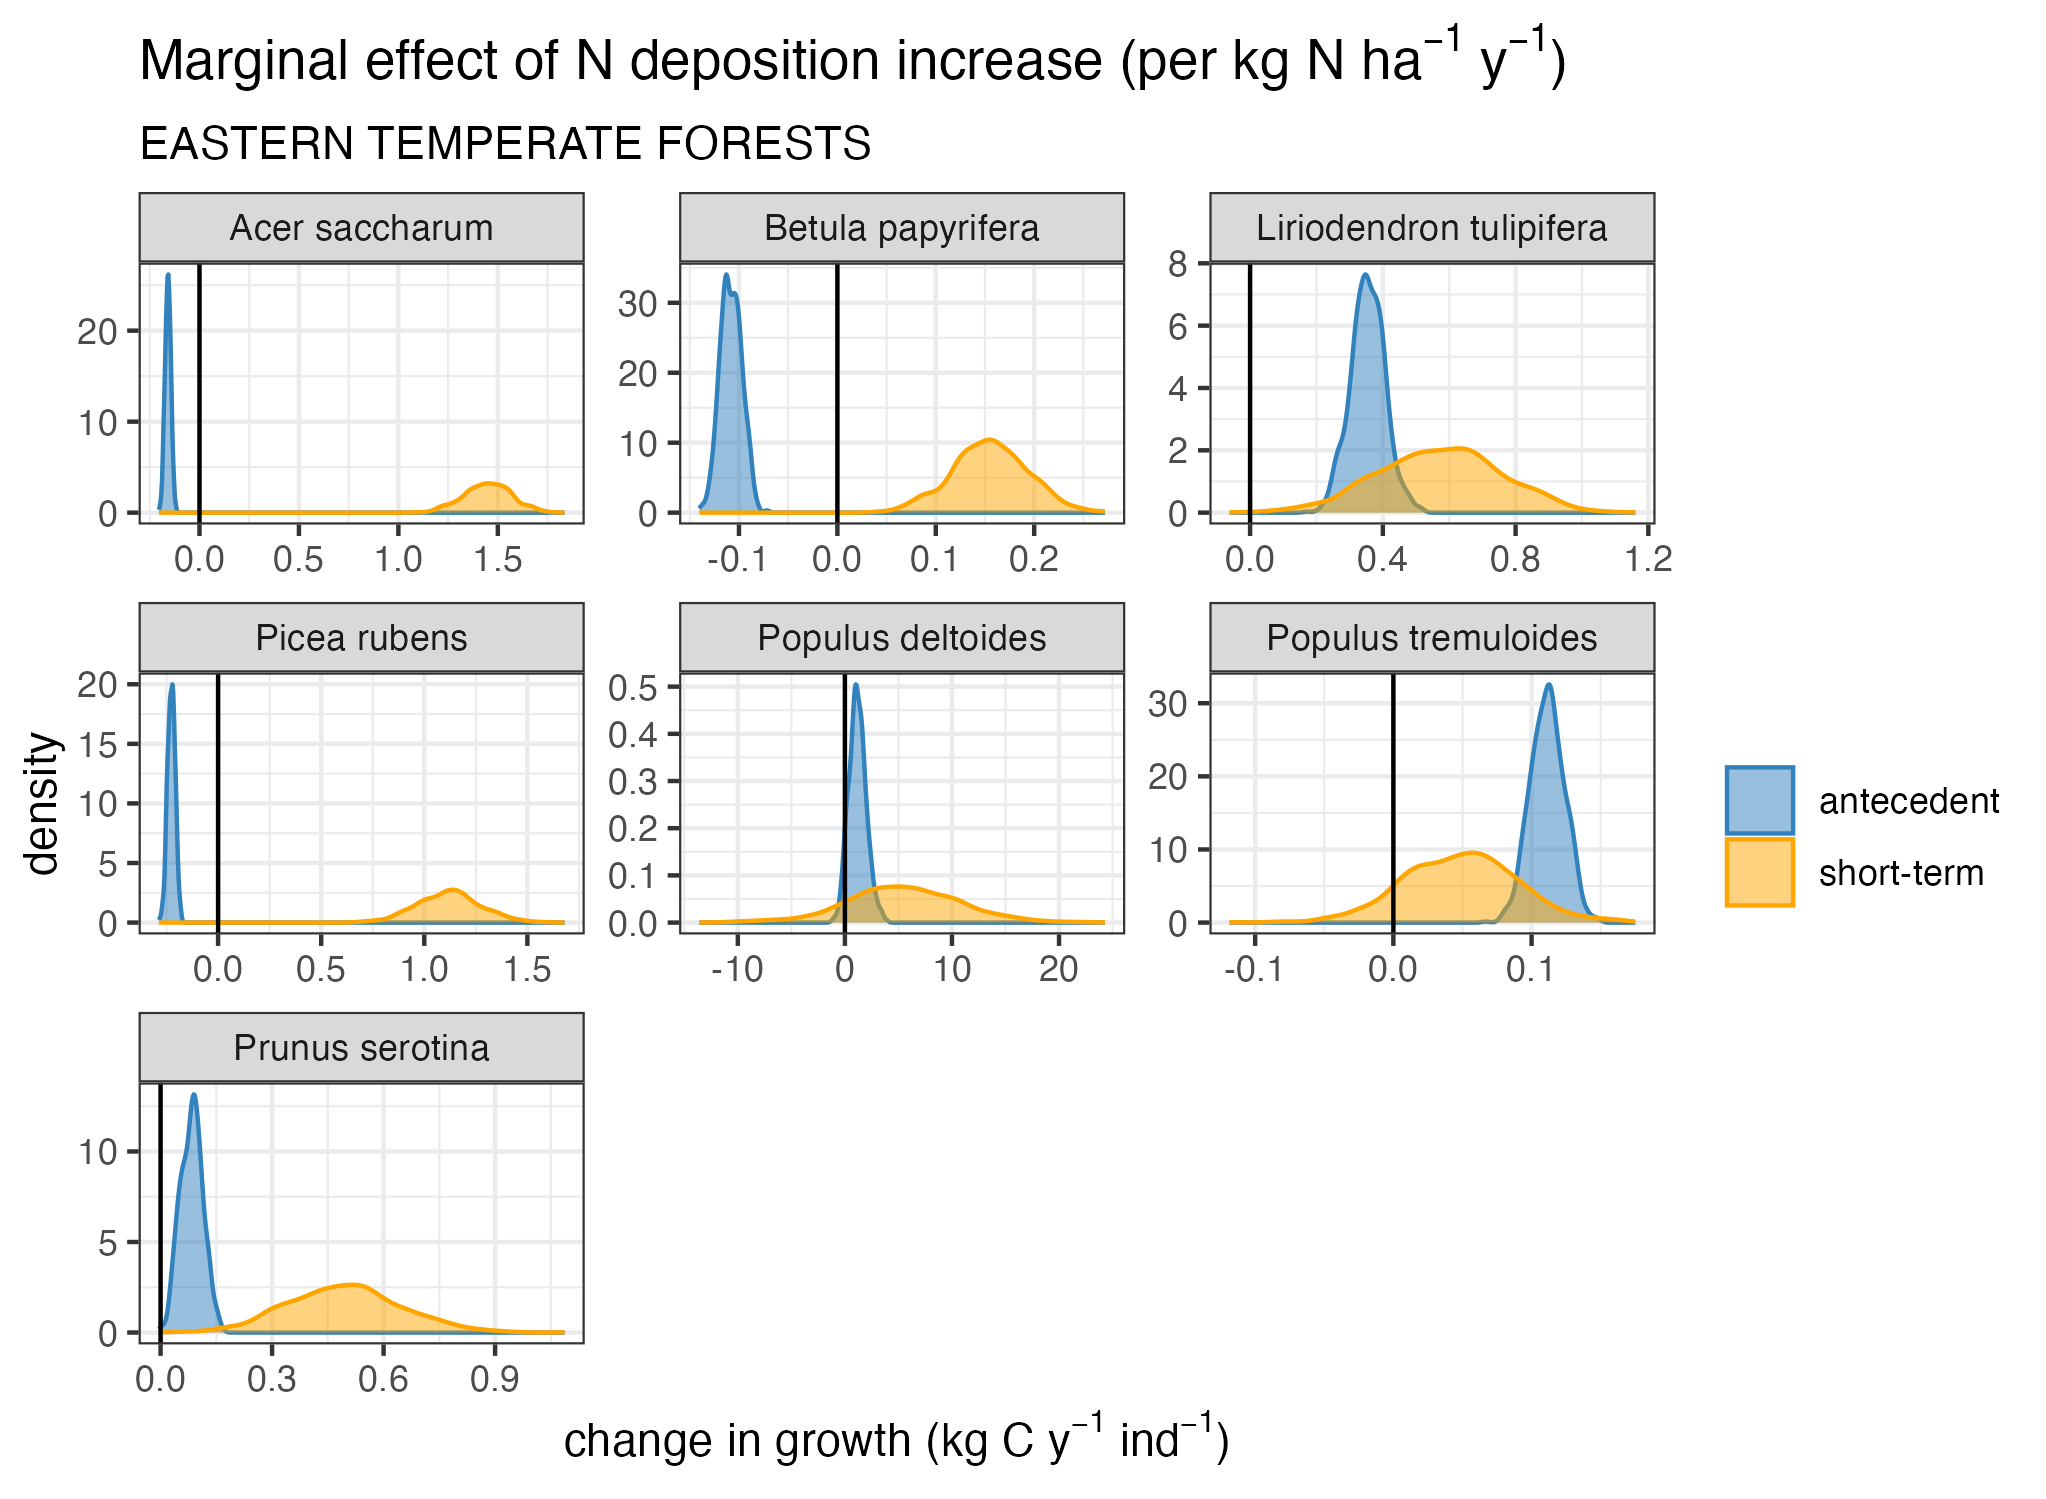 Marginal effect of N deposition increase (per kg N ha⁻¹ y⁻¹)
EASTERN TEMPERATE FORESTS
Acer saccharum
Betula papyrifera
Liriodendron tulipifera
20
10
0
0.0 0.5 1.0 1.5
30
20
10
0
-0.1 0.0 0.1 0.2
8
6
4
2
0
0.0 0.4 0.8 1.2
Picea rubens
Populus deltoides
Populus tremuloides
20
15
10
5
0
0.0 0.5 1.0 1.5
0.5
0.4
0.3
0.2
0.1
0.0
-10 0 10 20
30
20
10
0
-0.1 0.0 0.1
Prunus serotina
10
5
0
0.0 0.3 0.6 0.9
density
change in growth (kg C y⁻¹ ind⁻¹)
antecedent
short-term